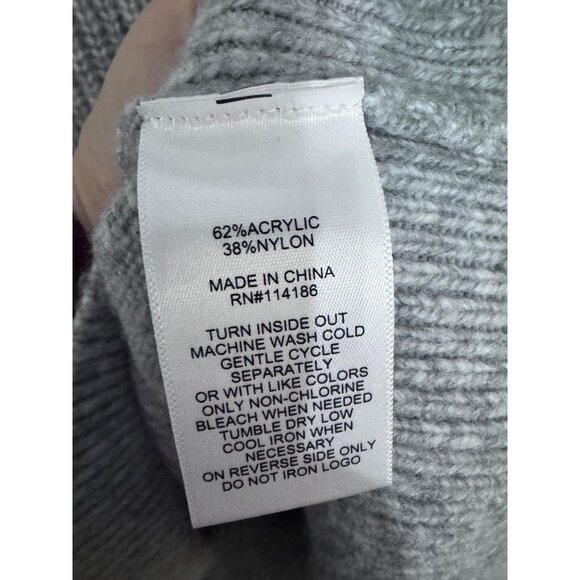 62%ACRYLIC
38%NYLON
MADE IN CHINA
RN#114186
TURN INSIDE OUT
MACHINE WASH COLD
GENTLE CYCLE
SEPARATELY
OR WITH LIKE COLORS
ONLY NON-CHLORINE
BLEACH WHEN NEEDED
TUMBLE DRY LOW
COOL IRON WHEN
NECESSARY
ON REVERSE SIDE ONLY
DO NOT IRON LOGO